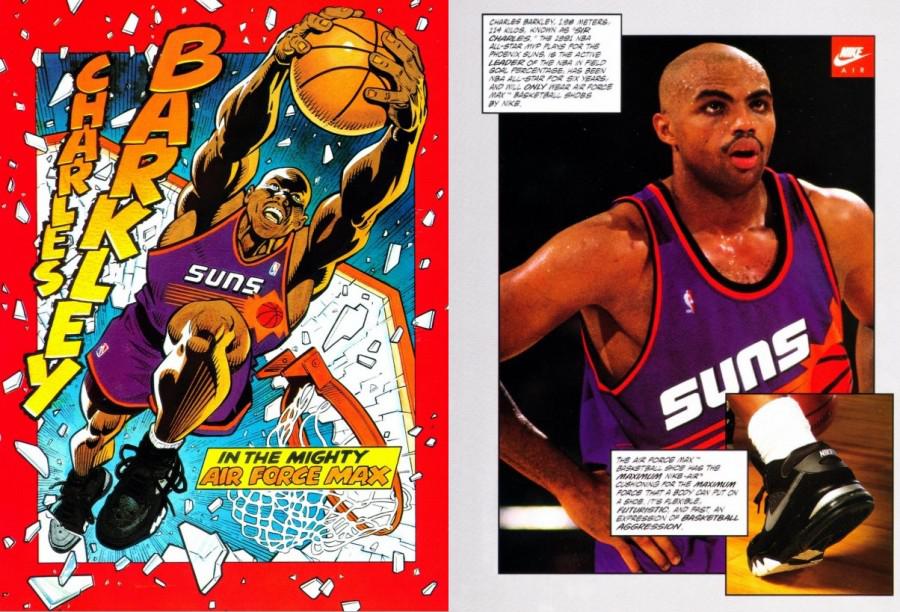 CHARLES
BARKLEY
SUNS
IN THE MIGHTY
AIR FORCE MAX
CHARLES BARKLEY, 198 METERS,
114 KILOS, KNOWN AS "SIR
CHARLES." THE 1991 NBA
ALL-STAR MVP PLAYS FOR THE
PHOENIX SUNS, IS THE ACTIVE
LEADER OF THE NBA IN FIELD
GOAL PERCENTAGE, HAS BEEN
NBA ALL-STAR FOR SIX YEARS,
AND WILL ONLY WEAR AIR FORCE
MAX™ BASKETBALL SHOES
BY NIKE.
NIKE
AIR
SUNS
THE AIR FORCE MAX™
BASKETBALL SHOE HAS THE
MAXIMUM NIKE-AIR®
CUSHIONING FOR THE MAXIMUM
FORCE THAT A BODY CAN PUT ON
A SHOE. IT'S FLEXIBLE,
FUTURISTIC, AND FAST, AN
EXPRESSION OF BASKETBALL
AGGRESSION.
NIKE